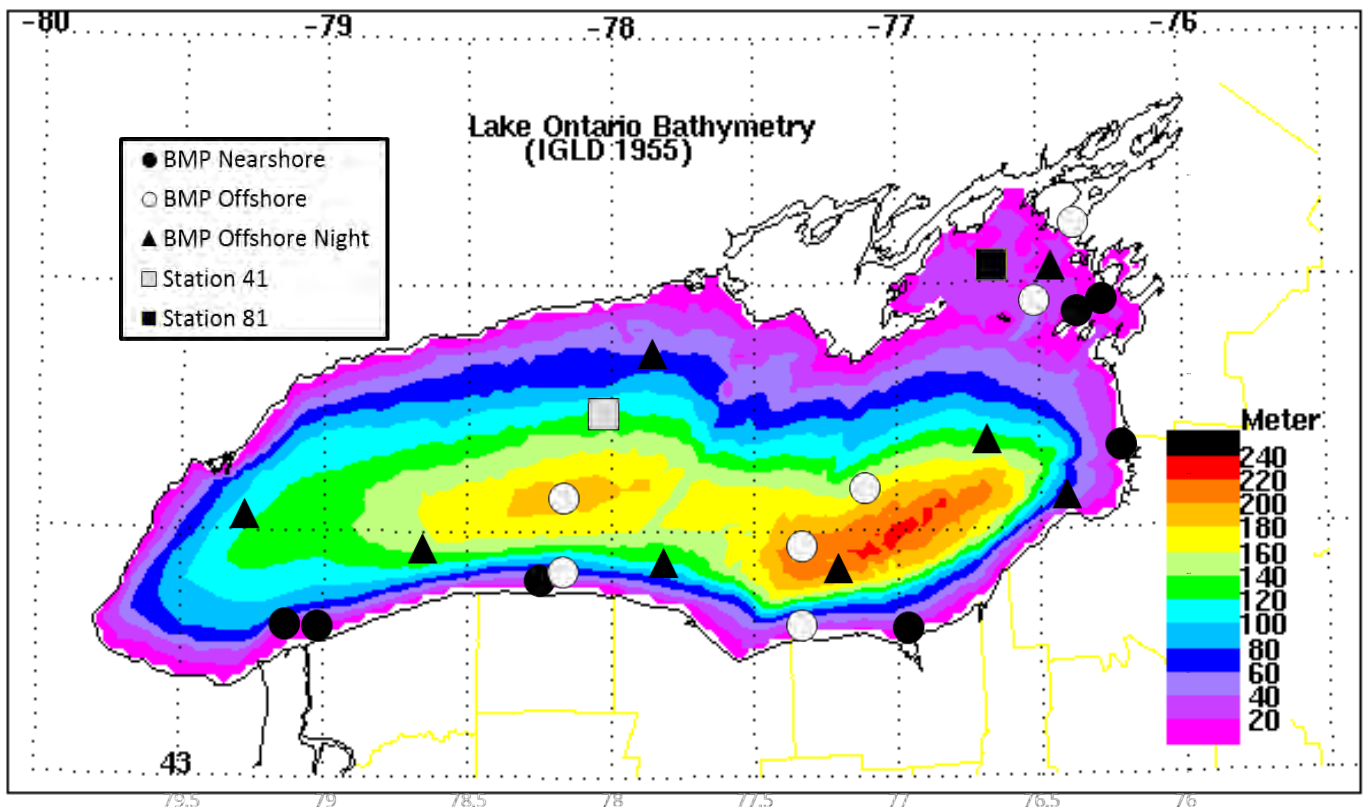 -80 -79 -78 -77 -76
Lake Ontario Bathymetry
(IGLD 1955)
BMP Nearshore
BMP Offshore
BMP Offshore Night
Station 41
Station 81
Meter
240
220
200
180
160
140
120
100
80
60
40
20
43
79.5 79 78.5 78 77.5 77 76.5 76